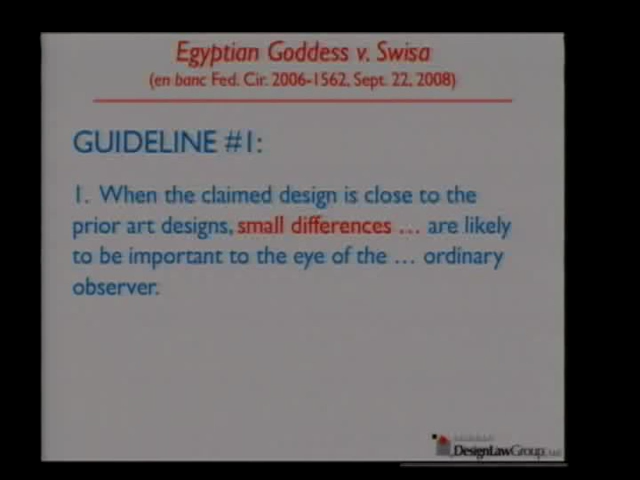 Egyptian Goddess v. Swisa
(en banc Fed. Cir. 2006-1562, Sept. 22, 2008)
GUIDELINE #1:
1. When the claimed design is close to the
prior art designs, small differences … are likely
to be important to the eye of the … ordinary
observer.
DesignLawGroup